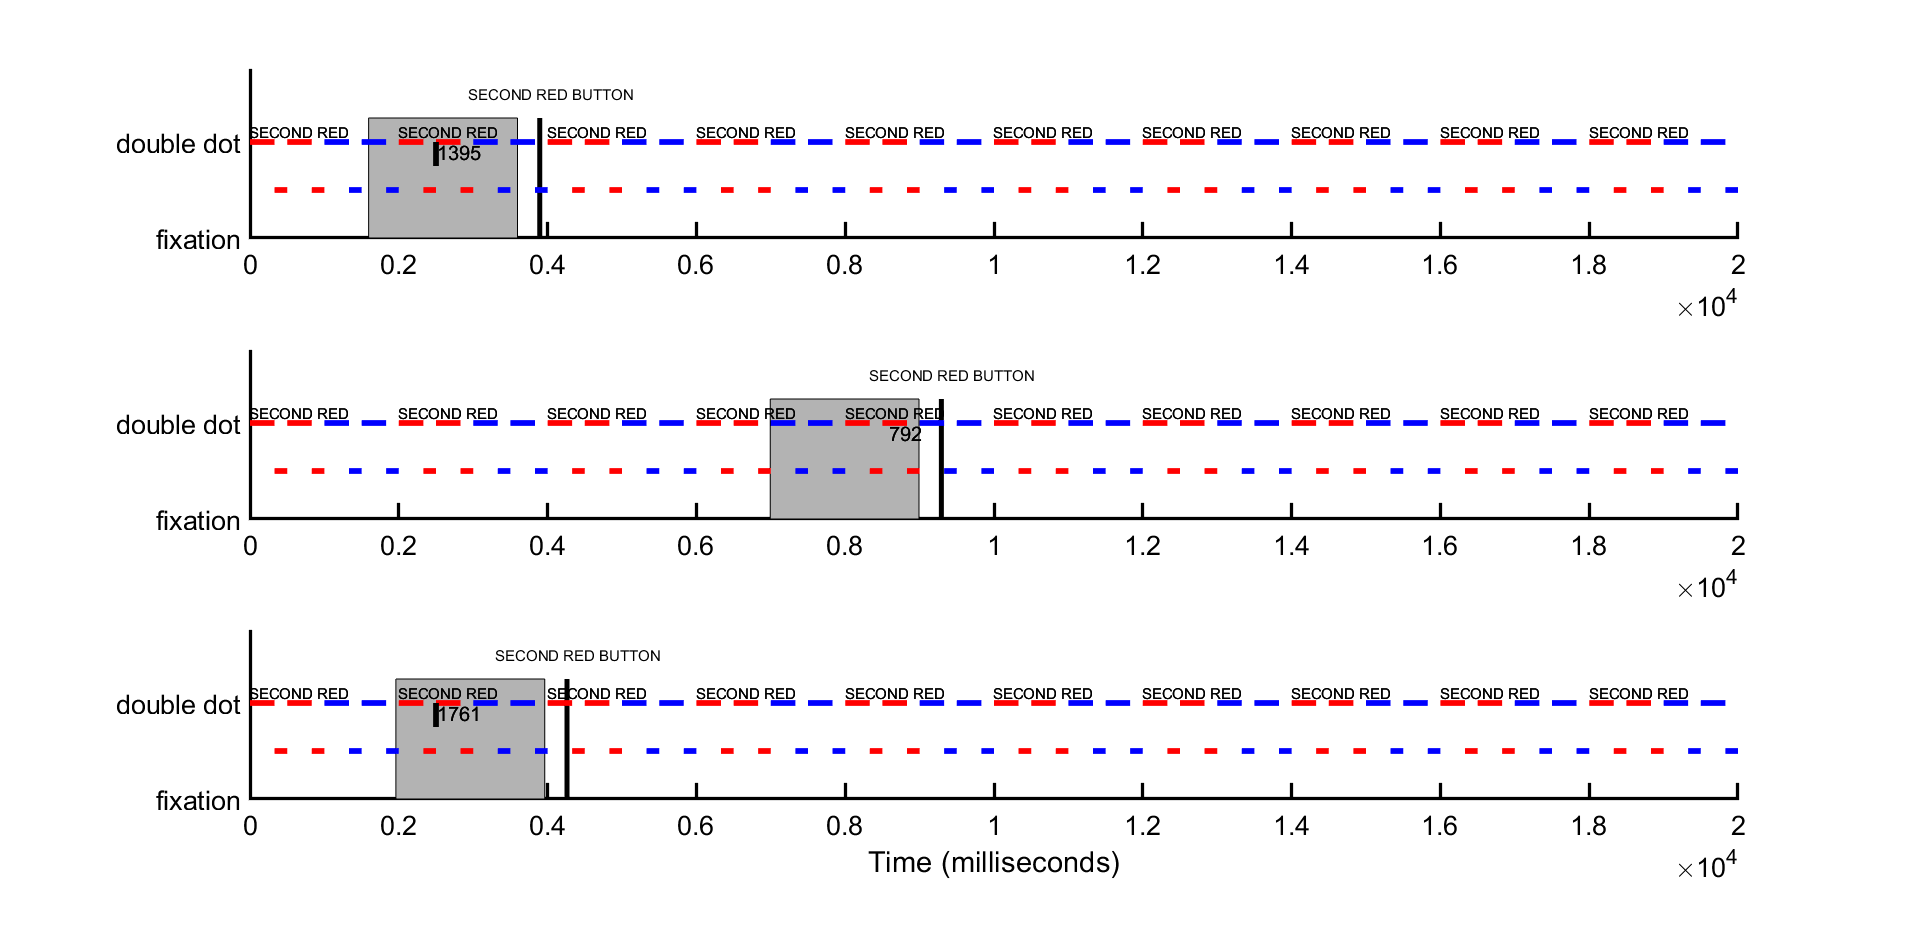 SECOND RED BUTTON
double dot
SECOND RED SECOND RED SECOND RED SECOND RED SECOND RED SECOND RED SECOND RED SECOND RED SECOND RED SECOND RED
1395
fixation
0 0.2 0.4 0.6 0.8 1 1.2 1.4 1.6 1.8 2
×10⁴
SECOND RED BUTTON
double dot
SECOND RED SECOND RED SECOND RED SECOND RED SECOND RED SECOND RED SECOND RED SECOND RED SECOND RED SECOND RED
792
fixation
0 0.2 0.4 0.6 0.8 1 1.2 1.4 1.6 1.8 2
×10⁴
SECOND RED BUTTON
double dot
SECOND RED SECOND RED SECOND RED SECOND RED SECOND RED SECOND RED SECOND RED SECOND RED SECOND RED SECOND RED
1761
fixation
0 0.2 0.4 0.6 0.8 1 1.2 1.4 1.6 1.8 2
Time (milliseconds)
×10⁴